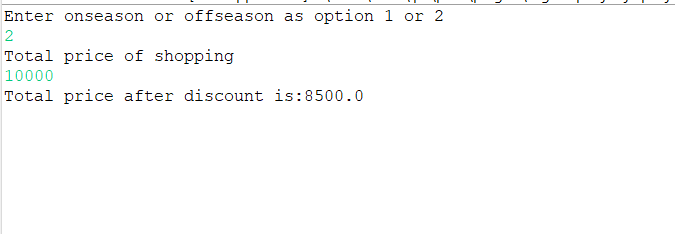 Enter onseason or offseason as option 1 or 2
2
Total price of shopping
10000
Total price after discount is:8500.0